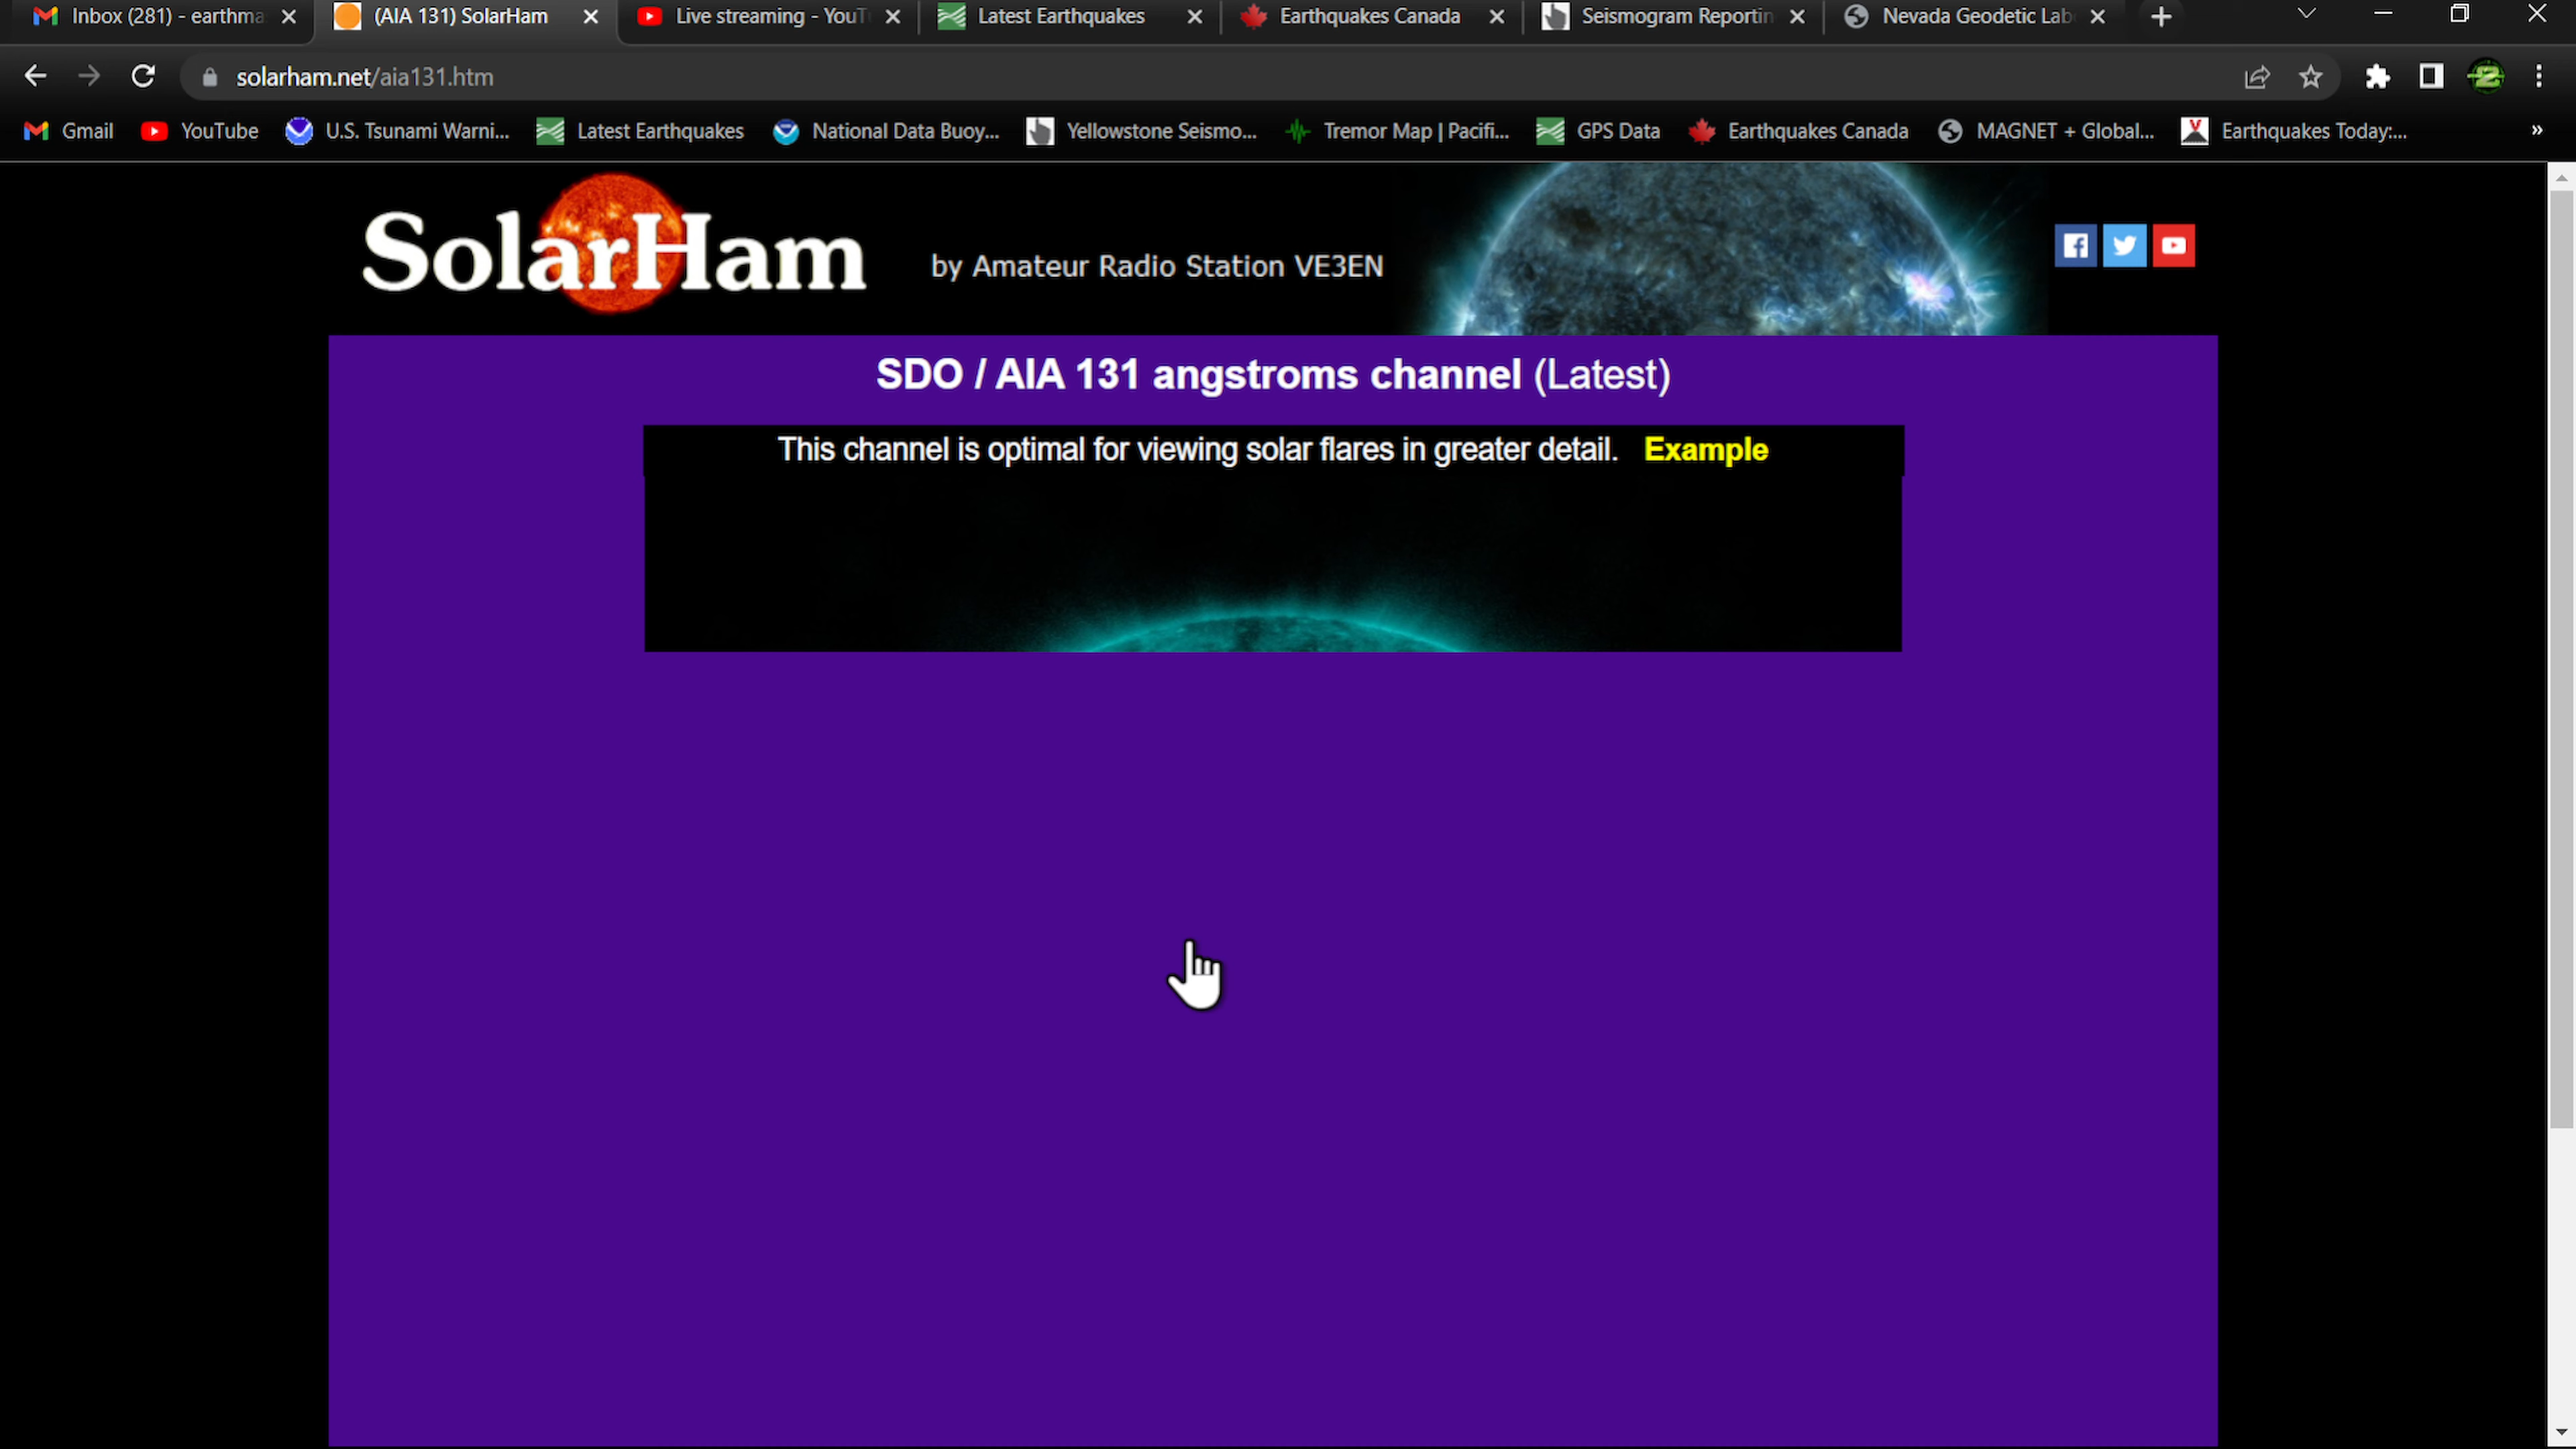 Inbox (281) - earthma
(AIA 131) SolarHam
Live streaming - YouT
Latest Earthquakes
Earthquakes Canada
Seismogram Reportin
Nevada Geodetic Lab
solarham.net/aia131.htm
Gmail
YouTube
U.S. Tsunami Warni...
Latest Earthquakes
National Data Buoy...
Yellowstone Seismo...
Tremor Map | Pacifi...
GPS Data
Earthquakes Canada
MAGNET + Global...
Earthquakes Today:...
»
SolarHam
by Amateur Radio Station VE3EN
SDO / AIA 131 angstroms channel (Latest)
This channel is optimal for viewing solar flares in greater detail. Example